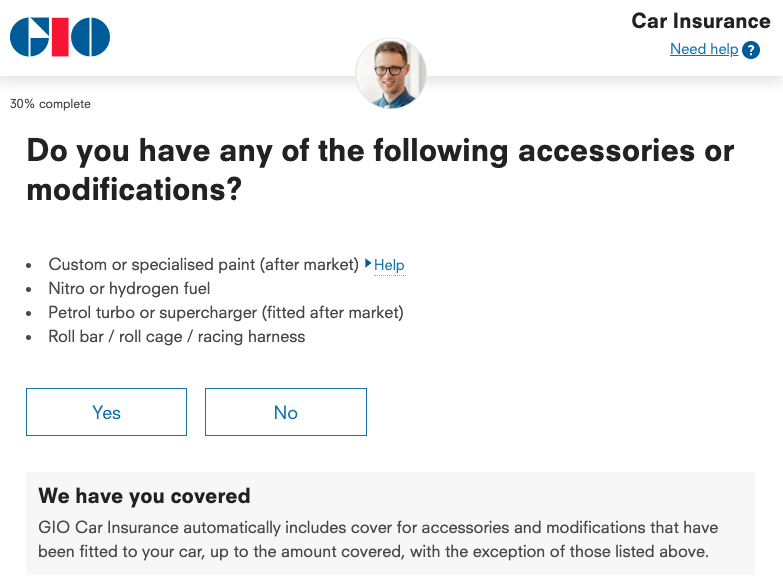 GIO
Car Insurance
Need help ?
30% complete
Do you have any of the following accessories or
modifications?
• Custom or specialised paint (after market) Help
• Nitro or hydrogen fuel
• Petrol turbo or supercharger (fitted after market)
• Roll bar / roll cage / racing harness
Yes No
We have you covered
GIO Car Insurance automatically includes cover for accessories and modifications that have
been fitted to your car, up to the amount covered, with the exception of those listed above.